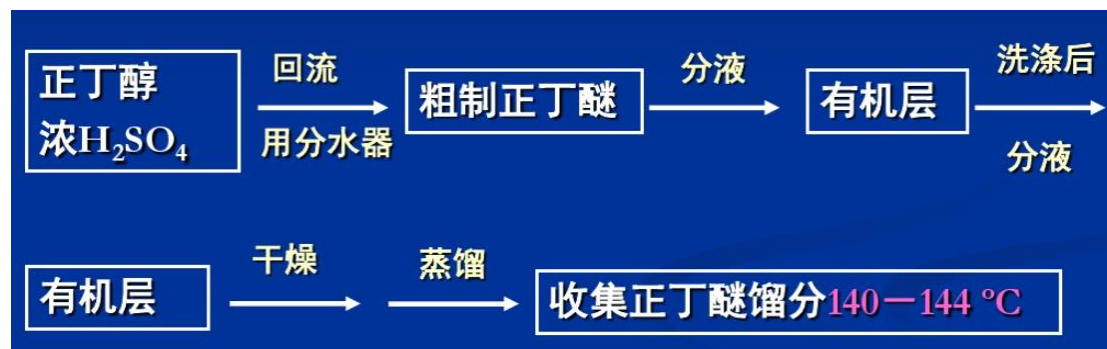 正丁醇
浓H₂SO₄
回流
用分水器
粗制正丁醚
分液
有机层
洗涤后
分液
有机层
干燥
蒸馏
收集正丁醚馏分140－144 ºC